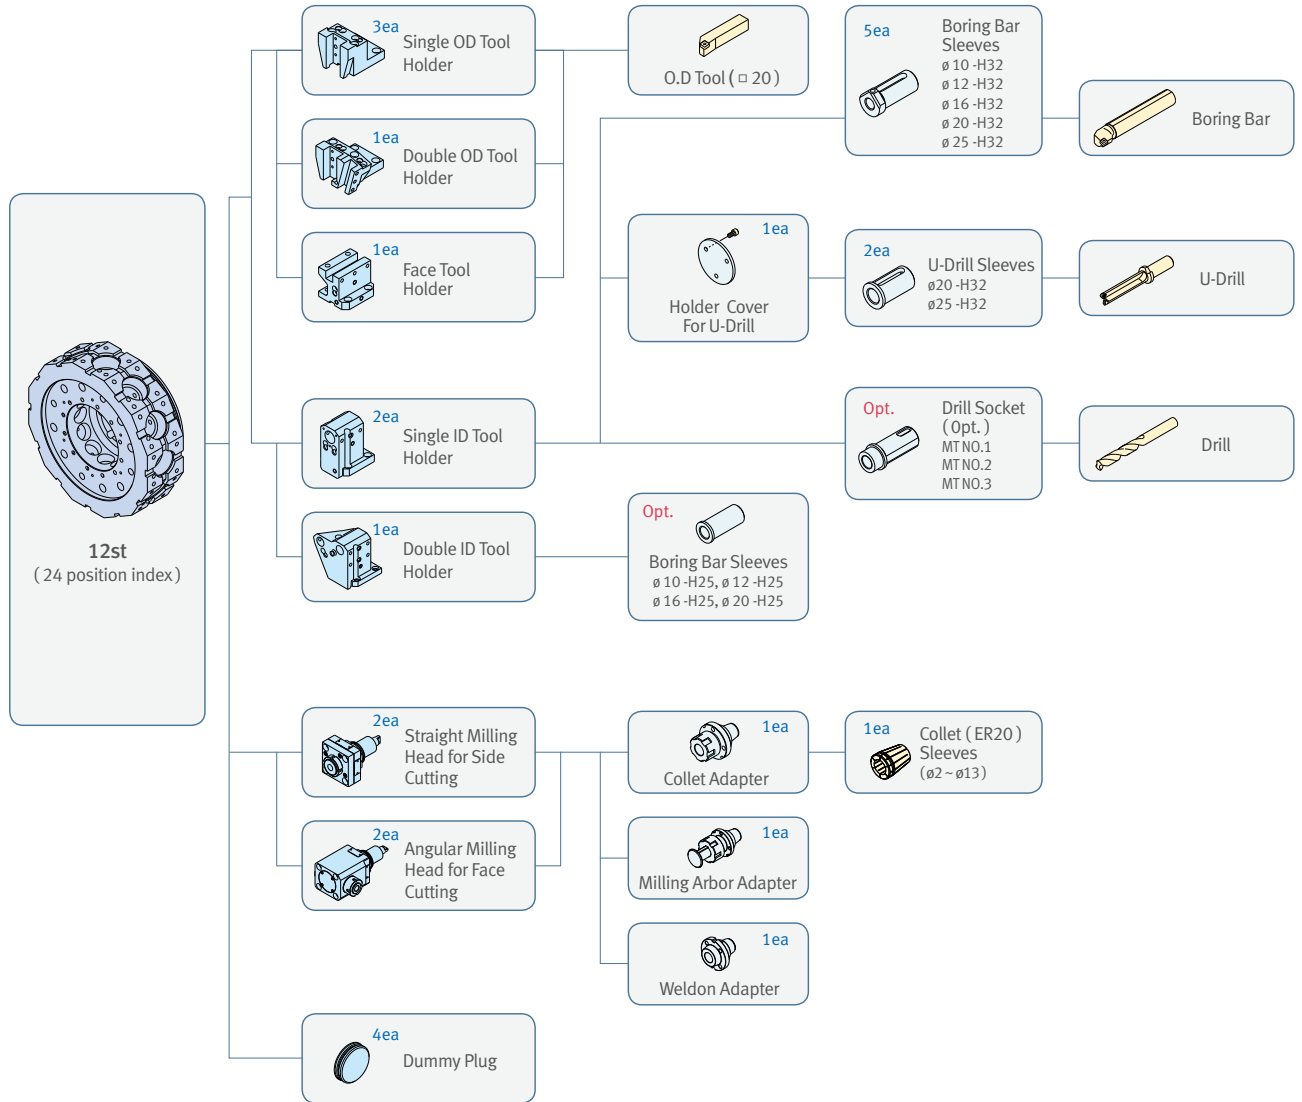 12st
( 24 position index )
3ea
Single OD Tool
Holder
1ea
Double OD Tool
Holder
1ea
Face Tool
Holder
2ea
Single ID Tool
Holder
1ea
Double ID Tool
Holder
2ea
Straight Milling
Head for Side
Cutting
2ea
Angular Milling
Head for Face
Cutting
4ea
Dummy Plug
O.D Tool ( □ 20 )
1ea
Holder Cover
For U-Drill
Opt.
Boring Bar Sleeves
ø 10 -H25, ø 12 -H25
ø 16 -H25, ø 20 -H25
1ea
Collet Adapter
1ea
Milling Arbor Adapter
1ea
Weldon Adapter
5ea
Boring Bar
Sleeves
ø 10 -H32
ø 12 -H32
ø 16 -H32
ø 20 -H32
ø 25 -H32
2ea
U-Drill Sleeves
ø20 -H32
ø25 -H32
Opt.
Drill Socket
( Opt. )
MT NO.1
MT NO.2
MT NO.3
1ea
Collet ( ER20 )
Sleeves
(ø2 ~ ø13)
Boring Bar
U-Drill
Drill